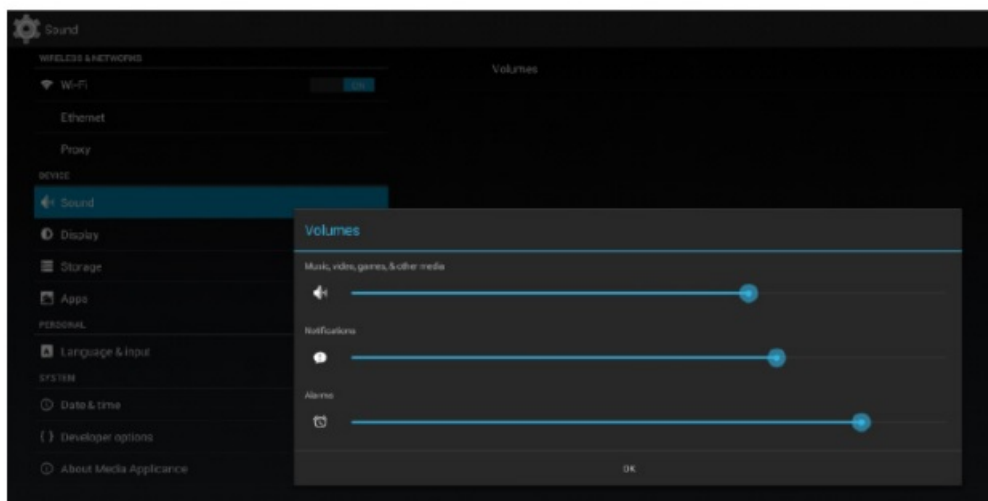 Sound
WIRELESS & NETWORKS
Volumes
Wi-Fi
ON
Ethernet
Proxy
DEVICE
Sound
Display
Storage
Apps
PERSONAL
Language & input
SYSTEM
Date & time
{ } Developer options
About Media Applicance
Volumes
Music, video, games, & other media
Notifications
Alarms
OK